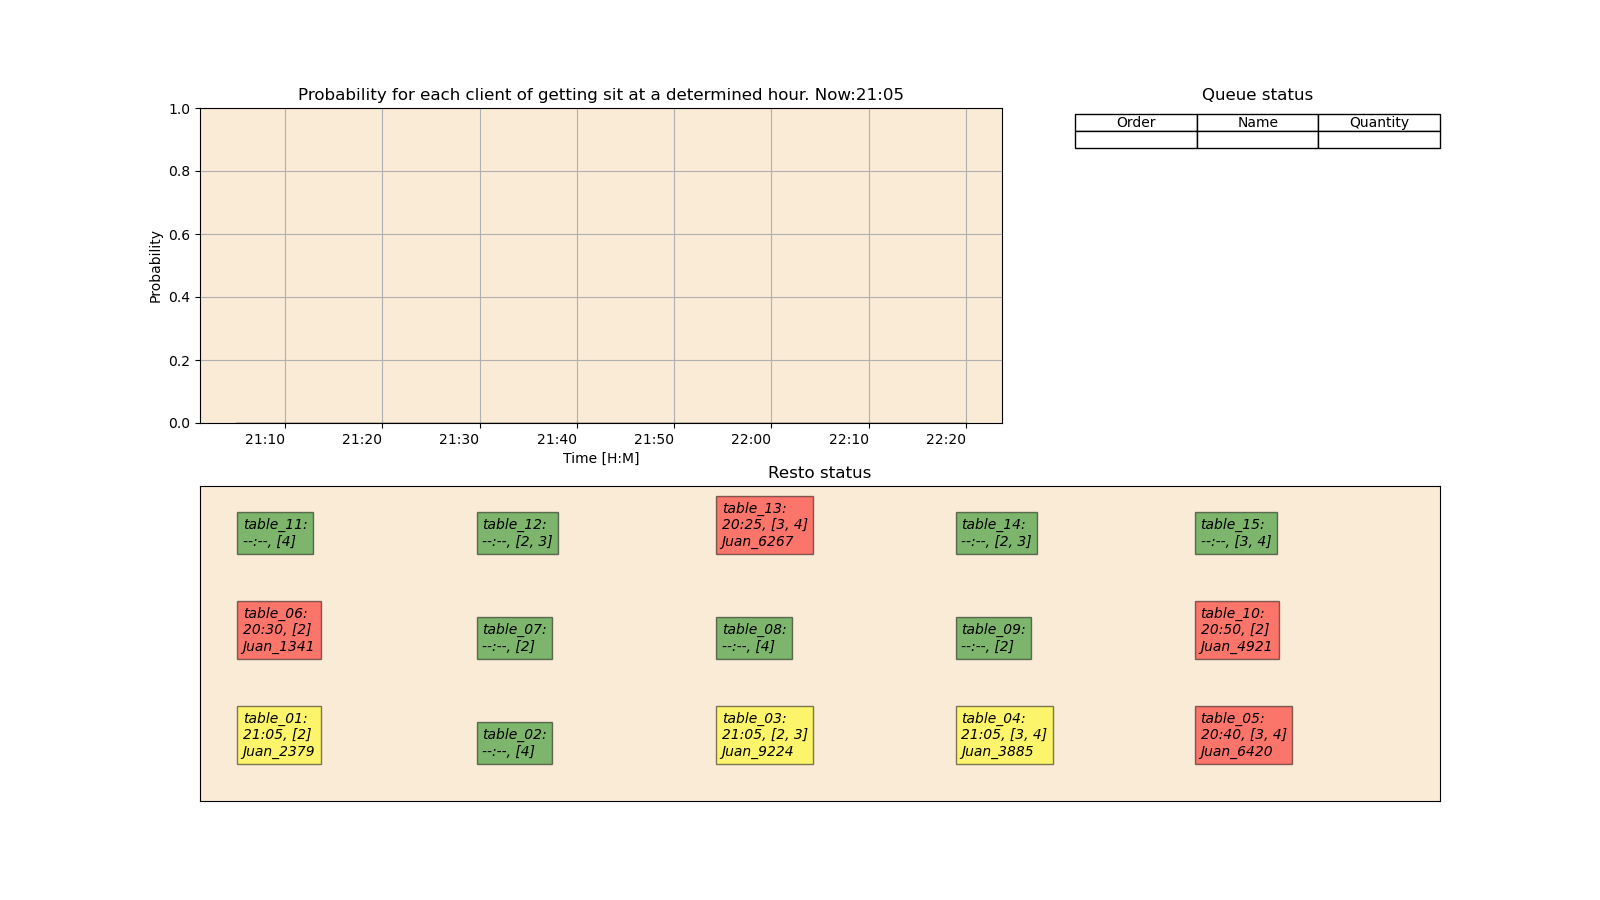 Probability for each client of getting sit at a determined hour. Now:21:05
1.0
0.8
0.6
0.4
0.2
0.0
Probability
21:10 21:20 21:30 21:40 21:50 22:00 22:10 22:20
Time [H:M]
Queue status
Order Name Quantity
Resto status
table_11:
--:--, [4]
table_12:
--:--, [2, 3]
table_13:
20:25, [3, 4]
Juan_6267
table_14:
--:--, [2, 3]
table_15:
--:--, [3, 4]
table_06:
20:30, [2]
Juan_1341
table_07:
--:--, [2]
table_08:
--:--, [4]
table_09:
--:--, [2]
table_10:
20:50, [2]
Juan_4921
table_01:
21:05, [2]
Juan_2379
table_02:
--:--, [4]
table_03:
21:05, [2, 3]
Juan_9224
table_04:
21:05, [3, 4]
Juan_3885
table_05:
20:40, [3, 4]
Juan_6420